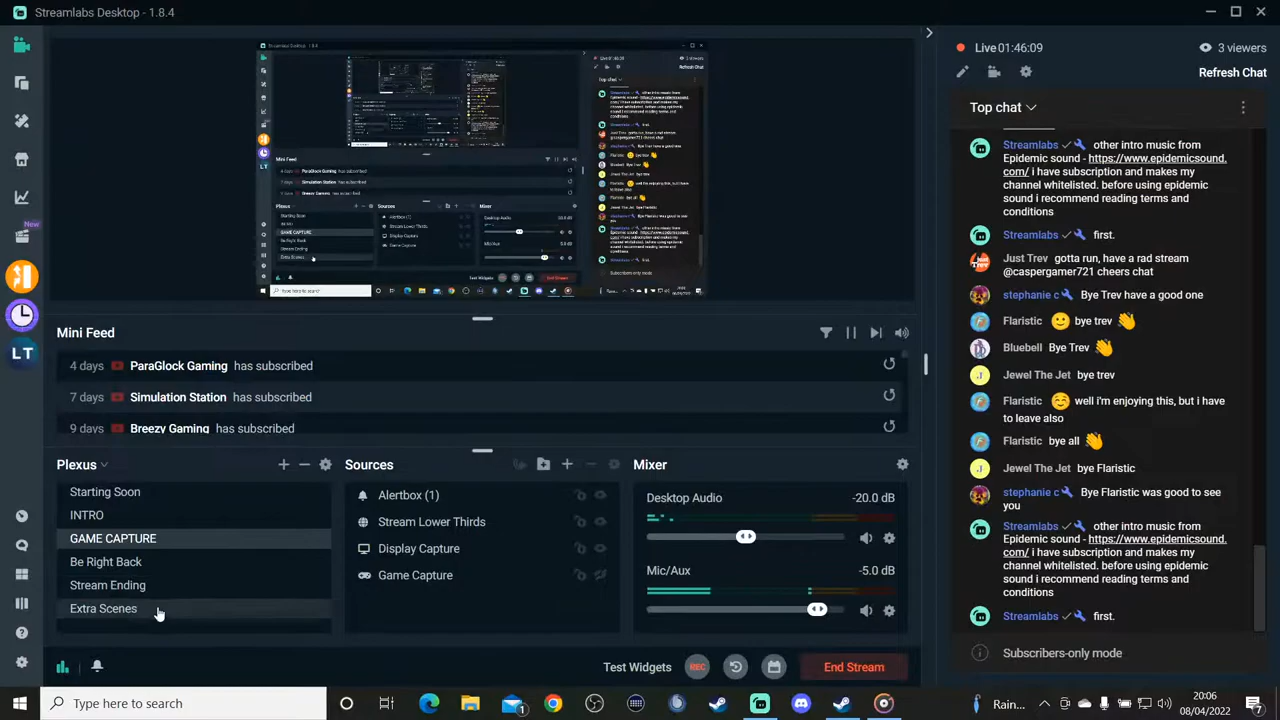 Streamlabs Desktop - 1.8.4
Live 01:46:09
3 viewers
Refresh Chat
Top chat
Streamlabs other intro music from
Epidemic sound - https://www.epidemicsound.
com/ i have subscription and makes my
channel whitelisted, before using epidemic
sound i recommend reading terms and
conditions
Streamlabs first.
Just Trev
have a rad stream
stephanie c Bye Trev have a good one
Flaristic bye trev
Bluebell Bye Trev
Jewel The Jet bye trev
Flaristic well i'm enjoying this, but i have
to leave also
Flaristic bye all
Jewel The Jet bye Flaristic
stephanie c Bye Flaristic was good to see
you
Streamlabs other intro music from
Epidemic sound - https://www.epidemicsound.
com/ i have subscription and makes my
channel whitelisted, before using epidemic
sound i recommend reading terms and
conditions
Streamlabs first.
Subscribers-only mode
New
LT
Mini Feed
4 days ParaGlock Gaming has subscribed
7 days Simulation Station has subscribed
9 days Breezy Gaming has subscribed
Plexus
Starting Soon
INTRO
GAME CAPTURE
Be Right Back
Stream Ending
Extra Scenes
Sources
Alertbox (1)
Stream Lower Thirds
Display Capture
Game Capture
Mixer
Desktop Audio -20.0 dB
Mic/Aux -5.0 dB
Test Widgets
REC
End Stream
Type here to search
1
Rain...
20:06
08/04/2022